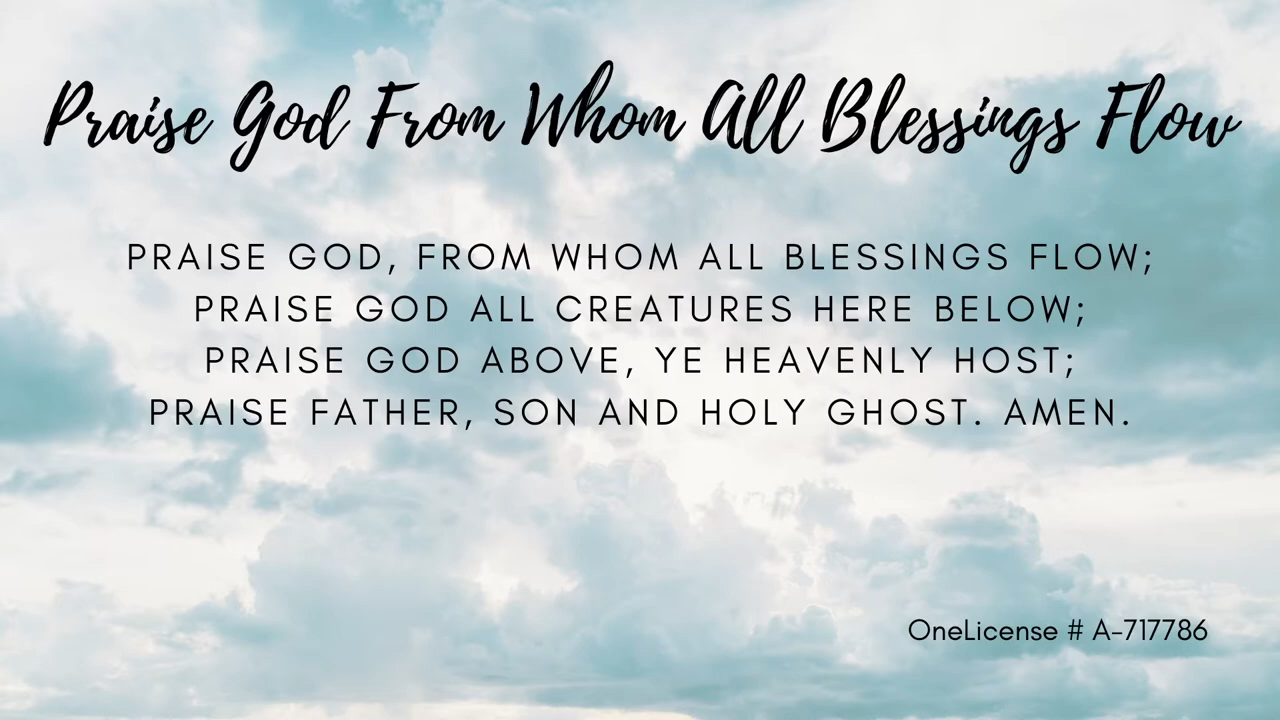 Praise God From Whom All Blessings Flow
PRAISE GOD, FROM WHOM ALL BLESSINGS FLOW;
PRAISE GOD ALL CREATURES HERE BELOW;
PRAISE GOD ABOVE, YE HEAVENLY HOST;
PRAISE FATHER, SON AND HOLY GHOST. AMEN.
OneLicense # A-717786